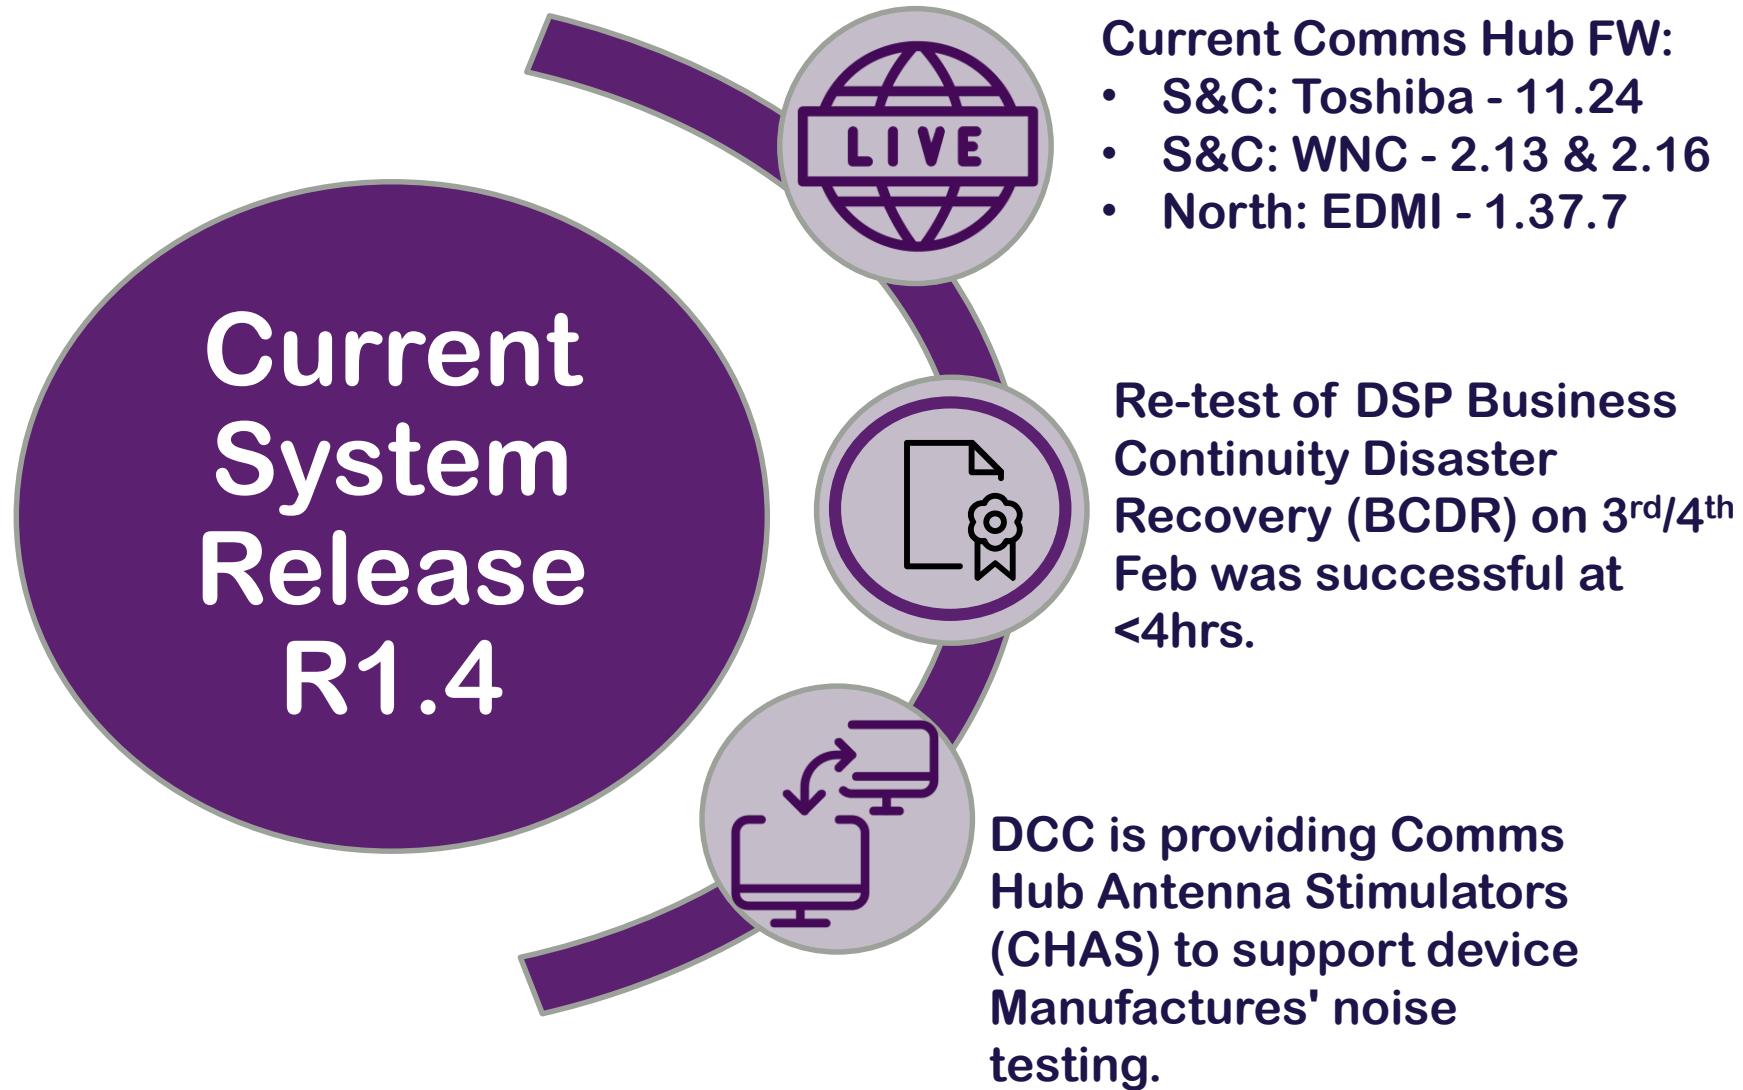 Current
System
Release
R1.4
LIVE
Current Comms Hub FW:
• S&C: Toshiba - 11.24
• S&C: WNC - 2.13 & 2.16
• North: EDMI - 1.37.7
Re-test of DSP Business
Continuity Disaster
Recovery (BCDR) on 3rd/4th
Feb was successful at
<4hrs.
DCC is providing Comms
Hub Antenna Stimulators
(CHAS) to support device
Manufactures' noise
testing.